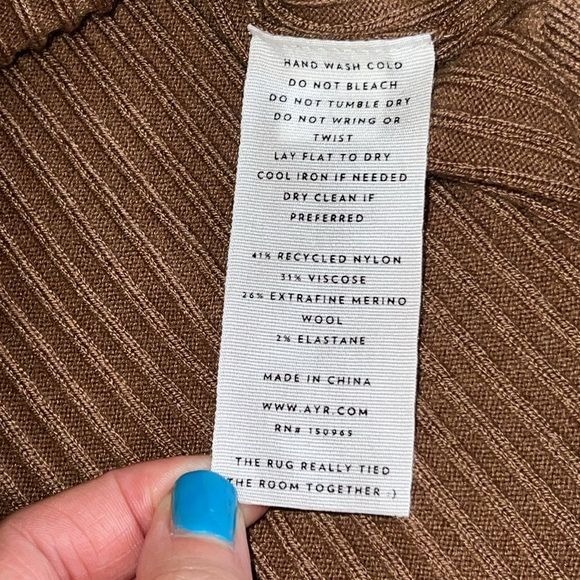 HAND WASH COLD
DO NOT BLEACH
DO NOT TUMBLE DRY
DO NOT WRING OR
TWIST
LAY FLAT TO DRY
COOL IRON IF NEEDED
DRY CLEAN IF
PREFERRED
41% RECYCLED NYLON
31% VISCOSE
26% EXTRAFINE MERINO
WOOL
2% ELASTANE
MADE IN CHINA
WWW.AYR.COM
RN# 150965
THE RUG REALLY TIED
THE ROOM TOGETHER :)